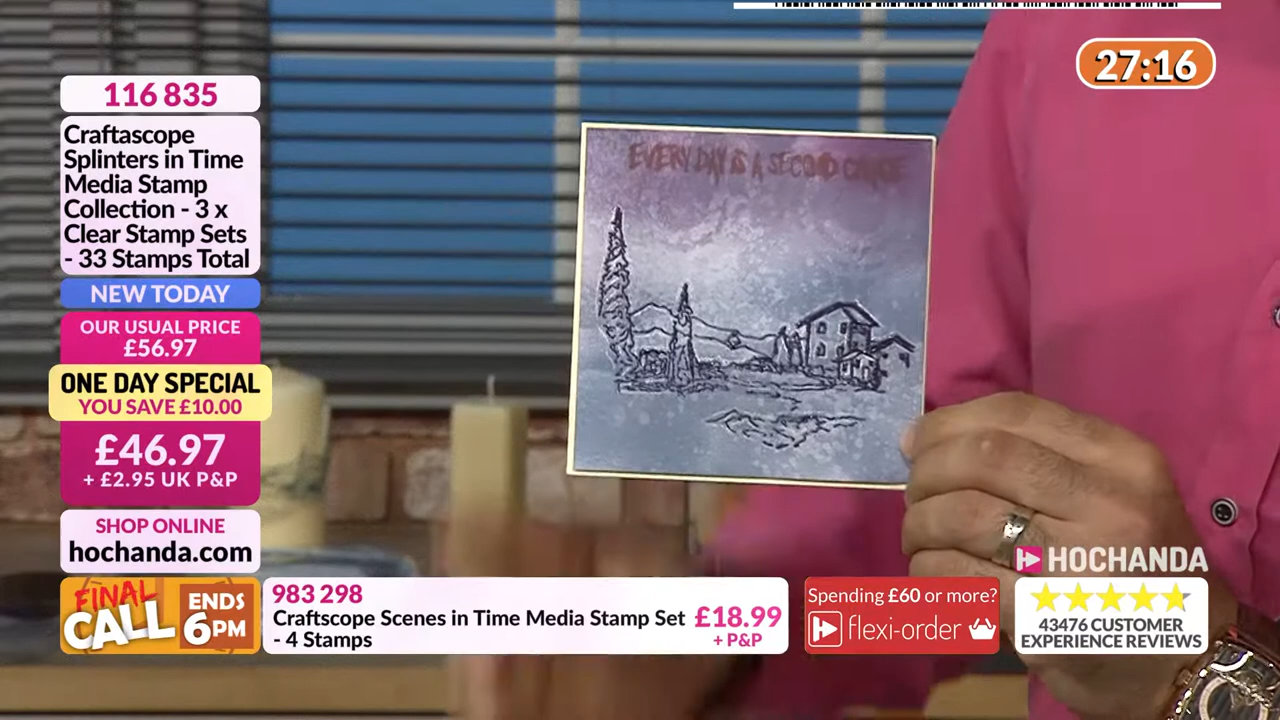 27:16
116 835
Craftascope
Splinters in Time
Media Stamp
Collection - 3 x
Clear Stamp Sets
- 33 Stamps Total
NEW TODAY
OUR USUAL PRICE
£56.97
ONE DAY SPECIAL
YOU SAVE £10.00
£46.97
+ £2.95 UK P&P
SHOP ONLINE
hochanda.com
EVERY DAY IS A SECOND CHANCE
HOCHANDA
FINAL
CALL
ENDS
6PM
983 298
Craftscope Scenes in Time Media Stamp Set
- 4 Stamps
£18.99
+ P&P
Spending £60 or more?
flexi-order
43476 CUSTOMER
EXPERIENCE REVIEWS